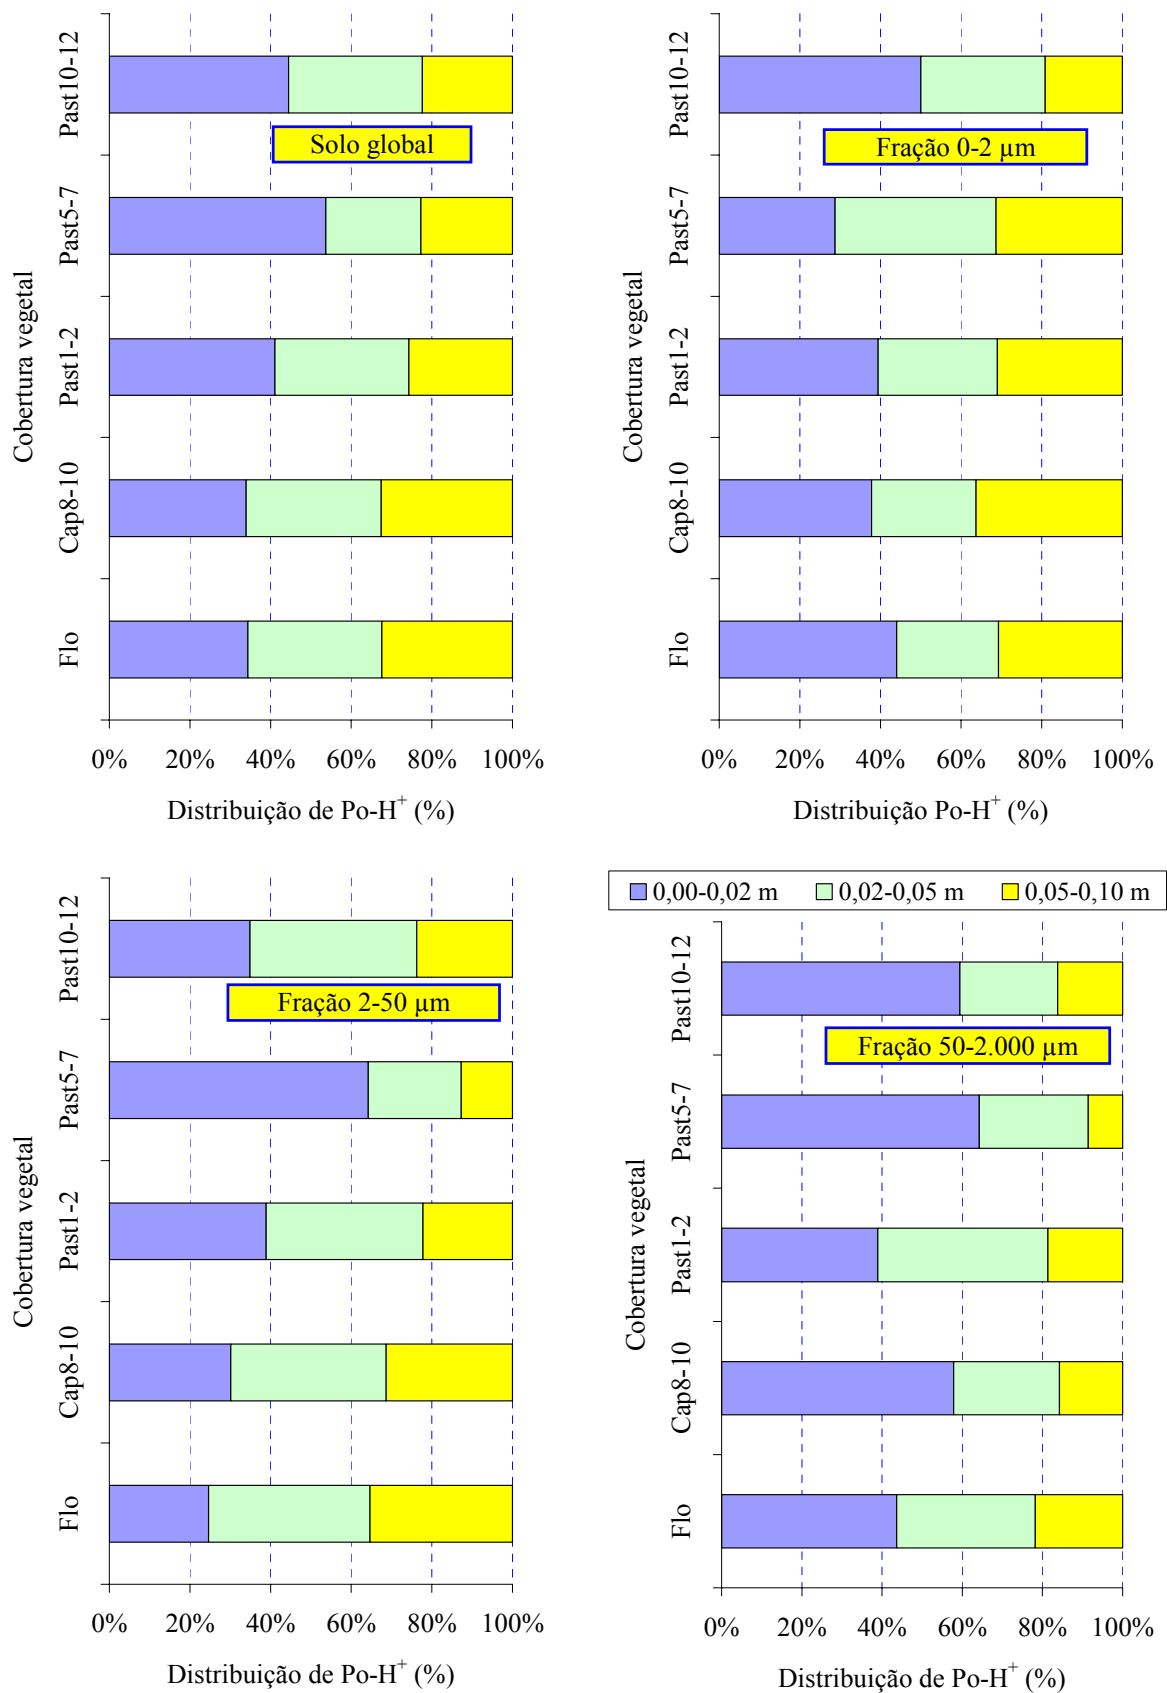 Cobertura vegetal
Past10-12
Past5-7
Past1-2
Cap8-10
Flo
Solo global
0% 20% 40% 60% 80% 100%
Distribuição de Po-H⁺ (%)
Cobertura vegetal
Past10-12
Past5-7
Past1-2
Cap8-10
Flo
Fração 0-2 µm
0% 20% 40% 60% 80% 100%
Distribuição Po-H⁺ (%)
Cobertura vegetal
Past10-12
Past5-7
Past1-2
Cap8-10
Flo
Fração 2-50 µm
0% 20% 40% 60% 80% 100%
Distribuição de Po-H⁺ (%)
0,00-0,02 m 0,02-0,05 m 0,05-0,10 m
Cobertura vegetal
Past10-12
Past5-7
Past1-2
Cap8-10
Flo
Fração 50-2.000 µm
0% 20% 40% 60% 80% 100%
Distribuição de Po-H⁺ (%)